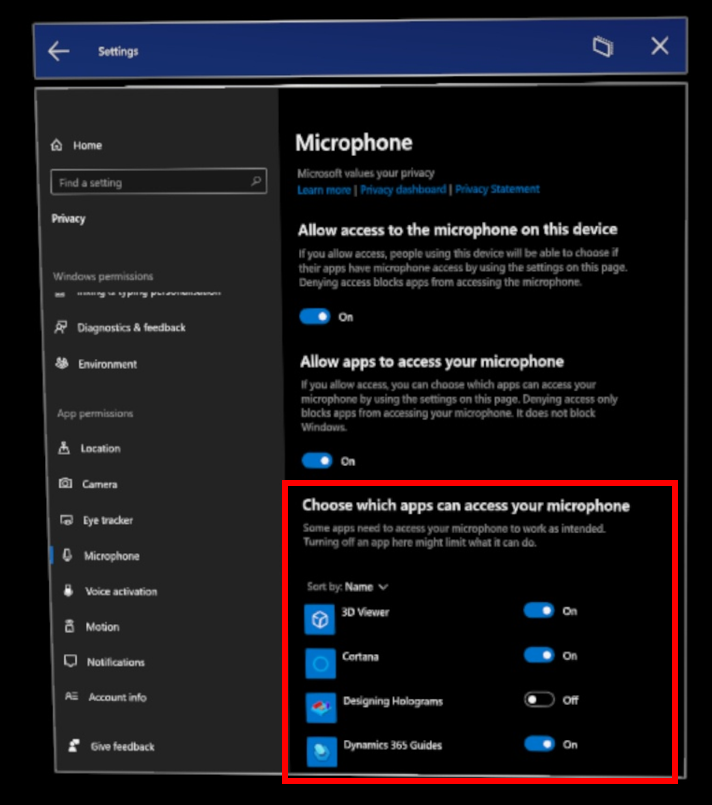 Settings
Home
Find a setting
Privacy
Windows permissions
Inking & typing personalisation
Diagnostics & feedback
Environment
App permissions
Location
Camera
Eye tracker
Microphone
Voice activation
Motion
Notifications
Account info
Give feedback
Microphone
Microsoft values your privacy
Learn more | Privacy dashboard | Privacy Statement
Allow access to the microphone on this device
If you allow access, people using this device will be able to choose if
their apps have microphone access by using the settings on this page.
Denying access blocks apps from accessing the microphone.
On
Allow apps to access your microphone
If you allow access, you can choose which apps can access your
microphone by using the settings on this page. Denying access only
blocks apps from accessing your microphone. It does not block
Windows.
On
Choose which apps can access your microphone
Some apps need to access your microphone to work as intended.
Turning off an app here might limit what it can do.
Sort by: Name
3D Viewer On
Cortana On
Designing Holograms Off
Dynamics 365 Guides On